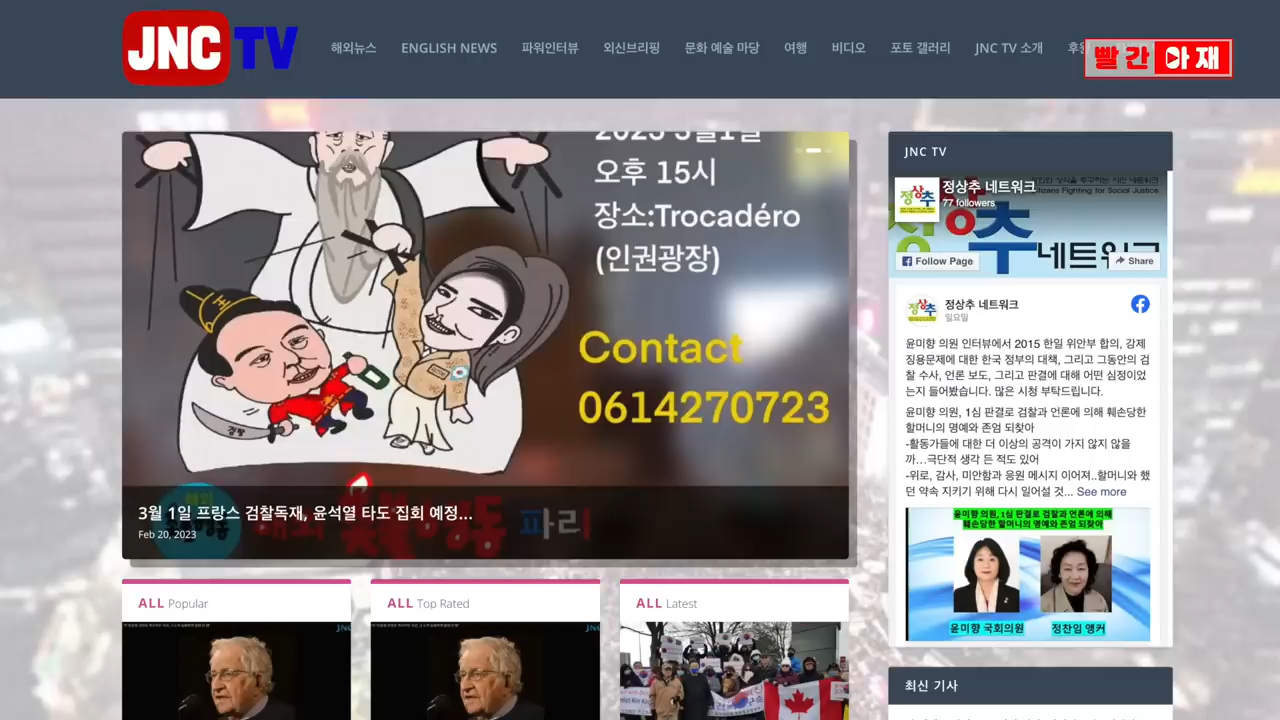 JNC TV
해외뉴스
ENGLISH NEWS
파워인터뷰
외신브리핑
문화 예술 마당
여행
비디오
포토 갤러리
JNC TV 소개
후원
빨간아재
2023 3월1일
오후 15시
장소:Trocadéro
(인권광장)
Contact
0614270723
검찰
3월 1일 프랑스 검찰독재, 윤석열 타도 집회 예정...
Feb 20, 2023
파리
ALL Popular
ALL Top Rated
ALL Latest
JNC TV
정상추 네트워크
77 followers
Citizens Fighting for Social Justice
정상추네트워크
Follow Page
Share
정상추 네트워크
일요일
윤미향 의원 인터뷰에서 2015 한일 위안부 합의, 강제
징용문제에 대한 한국 정부의 대책, 그리고 그동안의 검
찰 수사, 언론 보도, 그리고 판결에 대해 어떤 심정이었
는지 들어봤습니다. 많은 시청 부탁드립니다.
윤미향 의원, 1심 판결로 검찰과 언론에 의해 훼손당한
할머니의 명예와 존엄 되찾아
-활동가들에 대한 더 이상의 공격이 가지 않지 않을
까…극단적 생각 든 적도 있어
-위로, 감사, 미안함과 응원 메시지 이어져..할머니와 했
던 약속 지키기 위해 다시 일어설 것... See more
윤미향 의원, 1심 판결로 검찰과 언론에 의해
훼손당한 할머니의 명예와 존엄 되찾아
윤미향 국회의원
정찬임 앵커
최신 기사